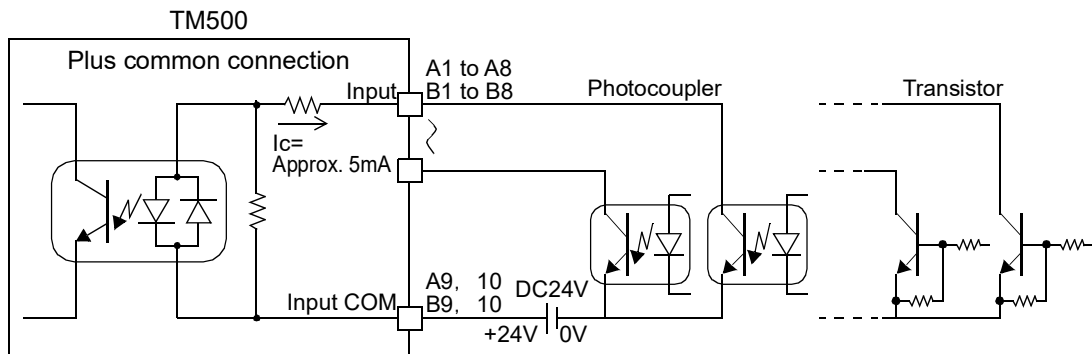 TM500
Plus common connection
Input
A1 to A8
B1 to B8
Photocoupler
Transistor
Ic=
Approx. 5mA
Input COM
A9, 10
B9, 10
DC24V
+24V
0V